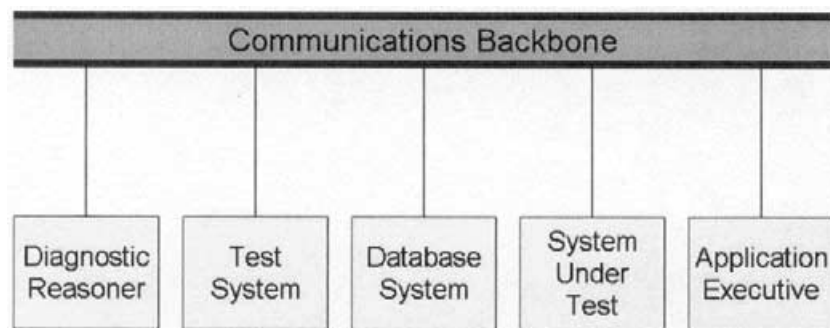 Communications Backbone
Diagnostic
Reasoner
Test
System
Database
System
System
Under
Test
Application
Executive